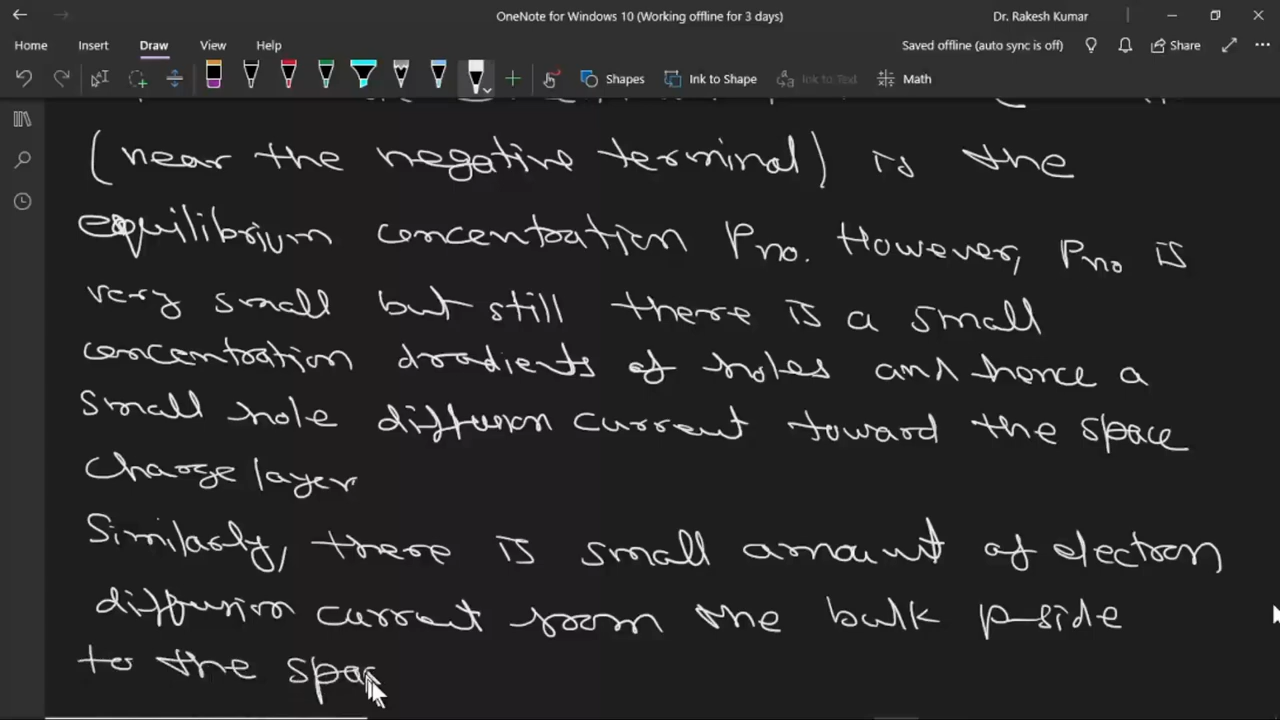 OneNote for Windows 10 (Working offline for 3 days)
Dr. Rakesh Kumar
Home Insert Draw View Help
Saved offline (auto sync is off)
Share
Shapes
Ink to Shape
Ink to Text
Math
(near the negative terminal) is the
equilibrium concentration Pno. However, Pno is
very small but still there is a small
concentration dradients of holes and hence a
small hole diffusion current toward the space
charge layer
Similarly, there is small amount of electron
diffusion current from the bulk p-side
to the spac